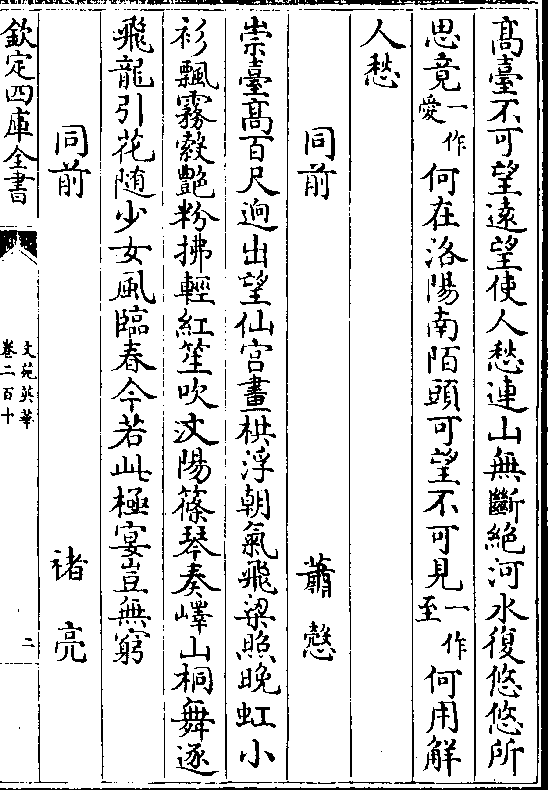 髙臺不可望逺望使人愁連山無斷絶河水復悠悠所
思竟一作愛何在洛陽南陌頭可望不可見一作至何用解
人愁
同前 蕭慤
崇臺髙百尺逈出望仙宫畫栱浮朝氣飛梁照晚虹小
衫飄霧縠艷粉拂輕紅笙吹汶陽篠琴奏嶧山桐舞逐
飛龍引花随少女風臨春今若此極宴豈無窮
同前 褚亮
欽定四庫全書
文苑英華
卷二百十
二